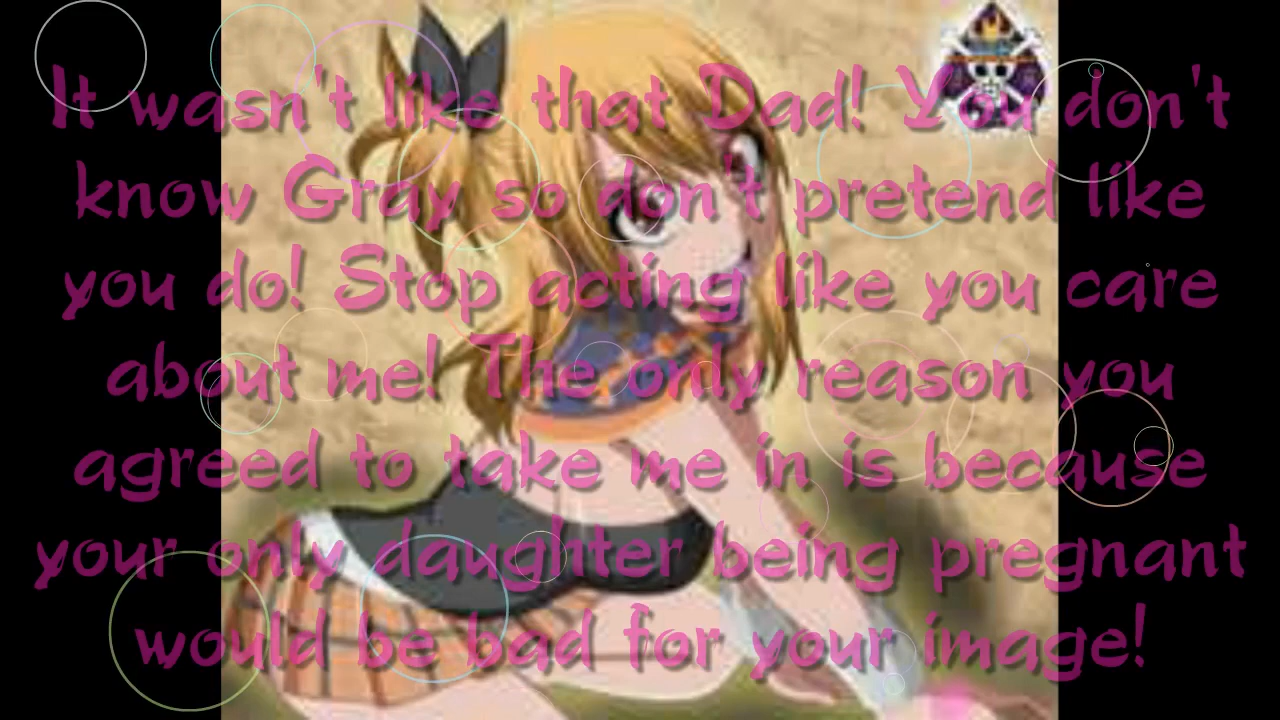 It wasn't like that Dad! You don't
know Gray so don't pretend like
you do! Stop acting like you care
about me! The only reason you
agreed to take me in is because
your only daughter being pregnant
would be bad for your image!